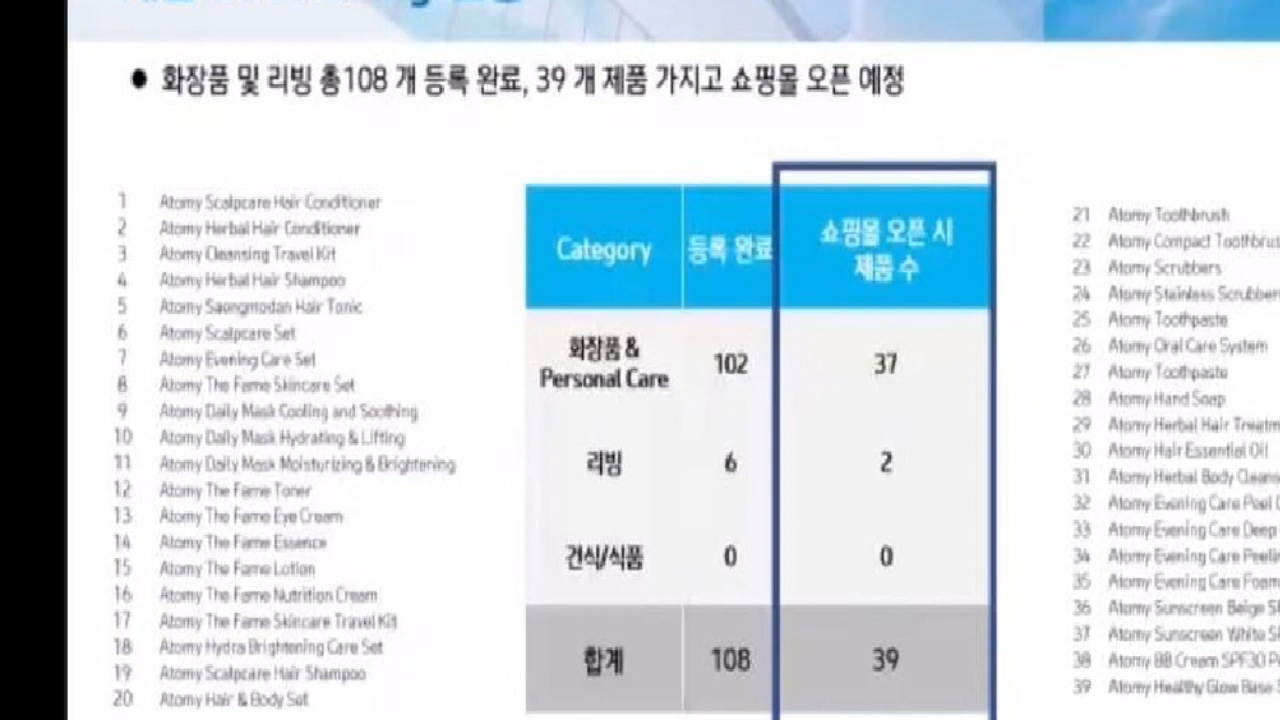 ● 화장품 및 리빙 총108 개 등록 완료, 39 개 제품 가지고 쇼핑몰 오픈 예정
1 Atomy Scalpcare Hair Conditioner
2 Atomy Herbal Hair Conditioner
3 Atomy Cleansing Travel Kit
4 Atomy Herbal Hair Shampoo
5 Atomy Saengmodan Hair Tonic
6 Atomy Scalpcare Set
7 Atomy Evening Care Set
8 Atomy The Fame Skincare Set
9 Atomy Daily Mask Cooling and Soothing
10 Atomy Daily Mask Hydrating & Lifting
11 Atomy Daily Mask Moisturizing & Brightening
12 Atomy The Fame Toner
13 Atomy The Fame Eye Cream
14 Atomy The Fame Essence
15 Atomy The Fame Lotion
16 Atomy The Fame Nutrition Cream
17 Atomy The Fame Skincare Travel Kit
18 Atomy Hydra Brightening Care Set
19 Atomy Scalpcare Hair Shampoo
20 Atomy Hair & Body Set
Category 등록 완료 쇼핑몰 오픈 시
제품 수
화장품 &
Personal Care 102 37
리빙 6 2
건식/식품 0 0
합계 108 39
21 Atomy Toothbrush
22 Atomy Compact Toothbrus
23 Atomy Scrubbers
24 Atomy Stainless Scrubber
25 Atomy Toothpaste
26 Atomy Oral Care System
27 Atomy Toothpaste
28 Atomy Hand Soap
29 Atomy Herbal Hair Treatm
30 Atomy Hair Essential Oil
31 Atomy Herbal Body Cleans
32 Atomy Evening Care Peel
33 Atomy Evening Care Deep
34 Atomy Evening Care Peelin
35 Atomy Evening Care Foam
36 Atomy Sunscreen Beige
37 Atomy Sunscreen White
38 Atomy BB Cream SPF30
39 Atomy Healthy Glow Base